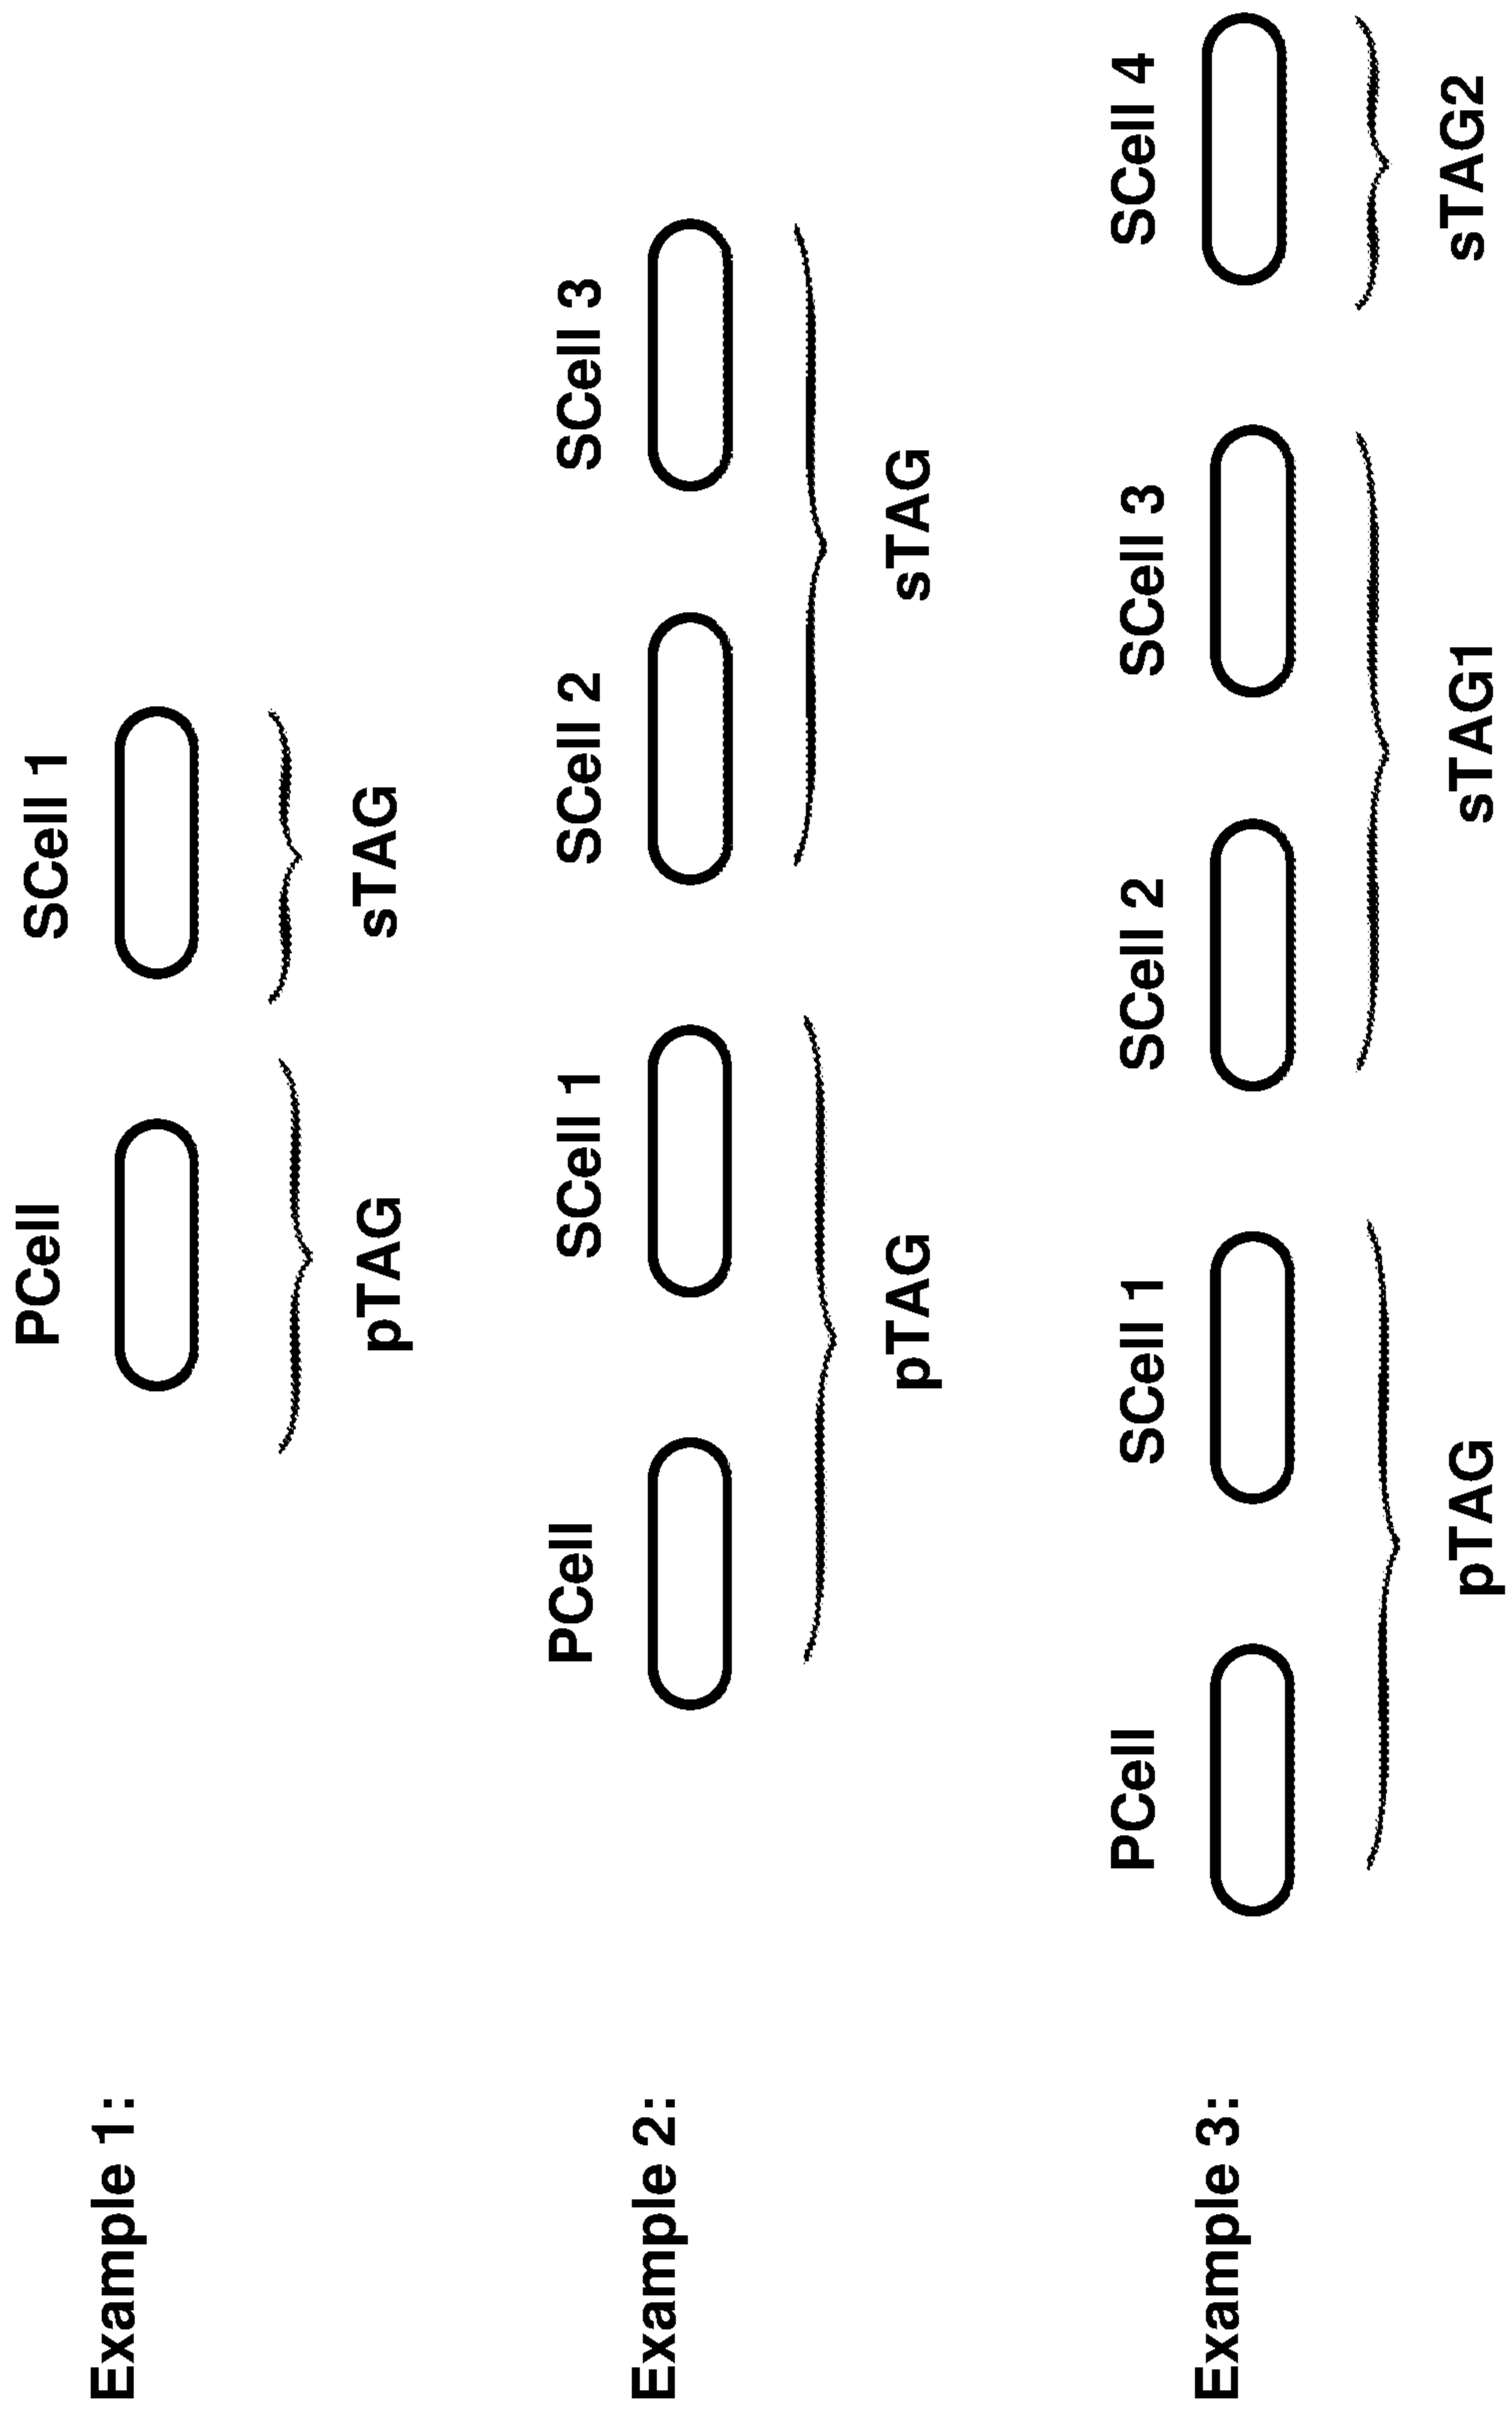 Example 1:
PCell SCell 1
pTAG sTAG
Example 2:
PCell SCell 1 SCell 2 SCell 3
pTAG sTAG
Example 3:
PCell SCell 1 SCell 2 SCell 3 SCell 4
pTAG sTAG1 sTAG2